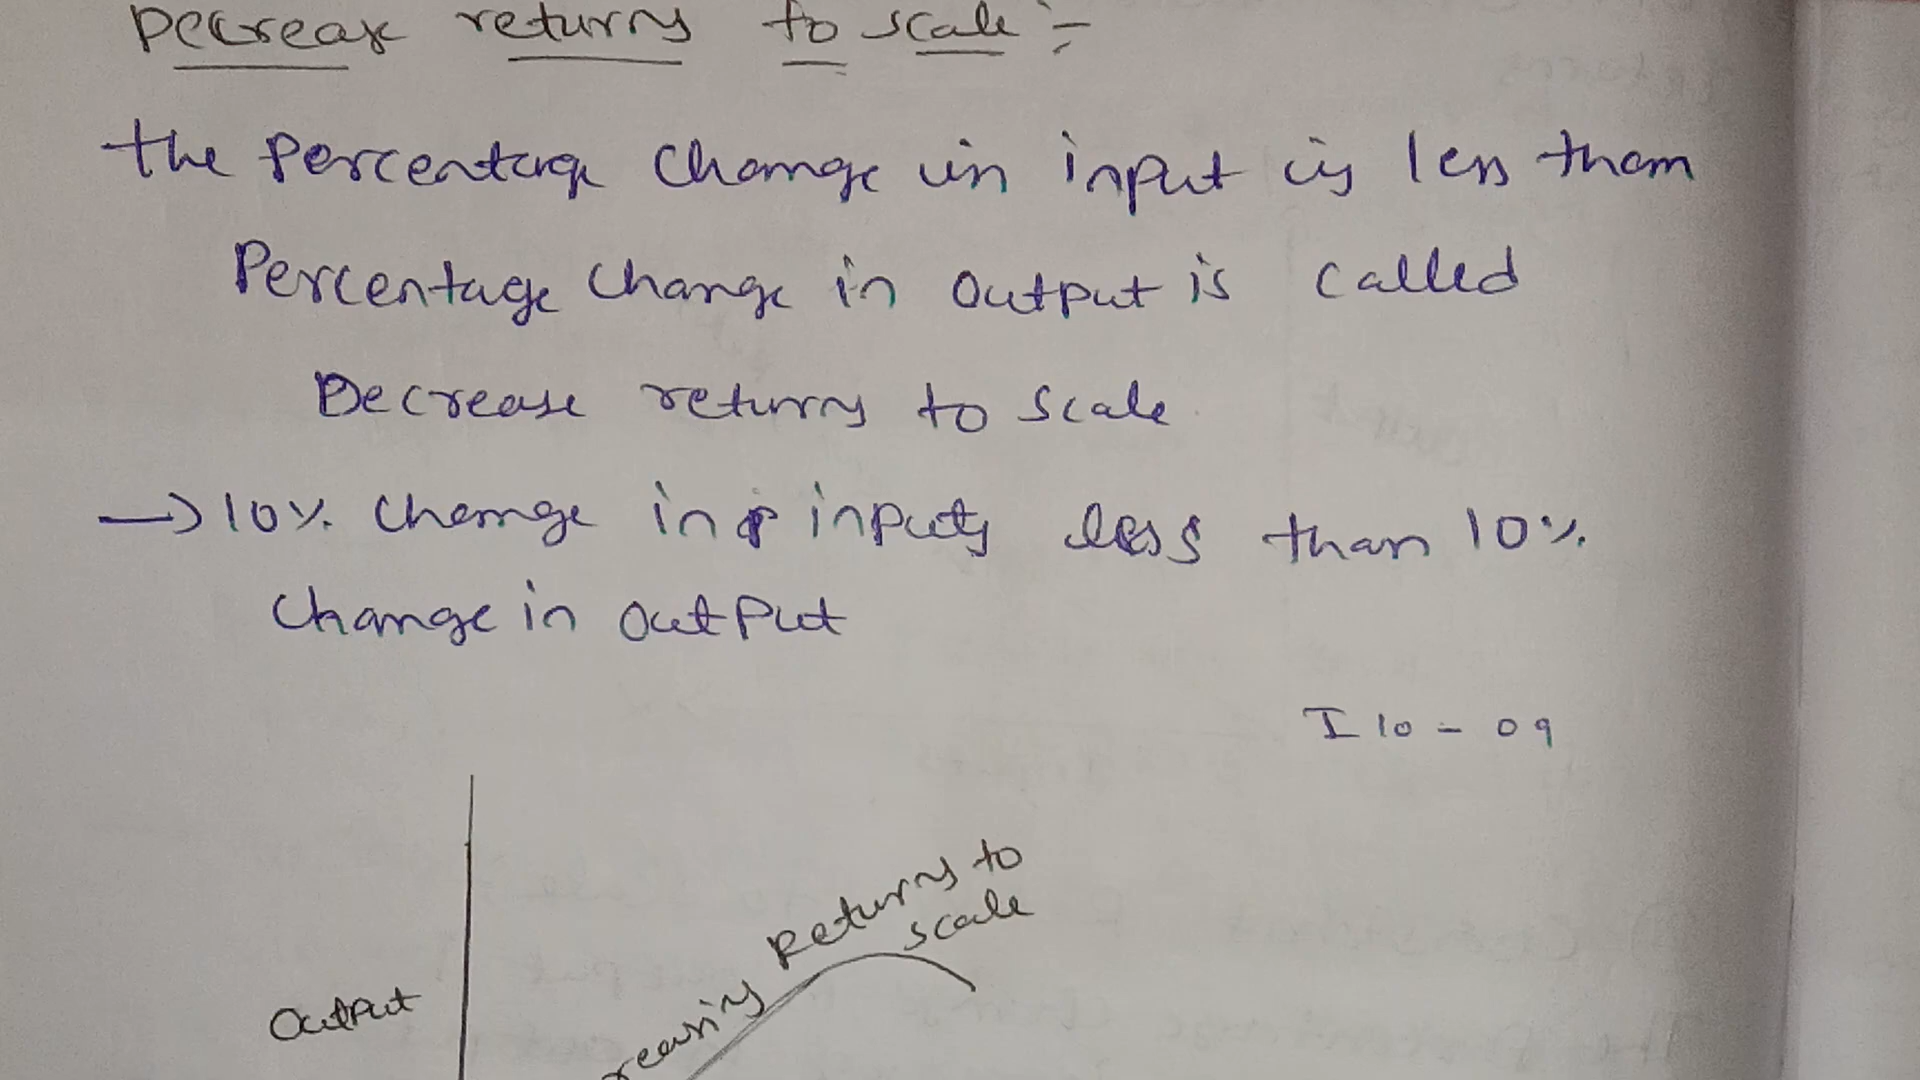 Decrease returns to scale :-
the Percentage change in input is less than
Percentage change in output is called
Decrease returns to scale
→ 10% change in inputs less than 10%
change in output
I 10 - 09
Returns to
scale
reasing
Output